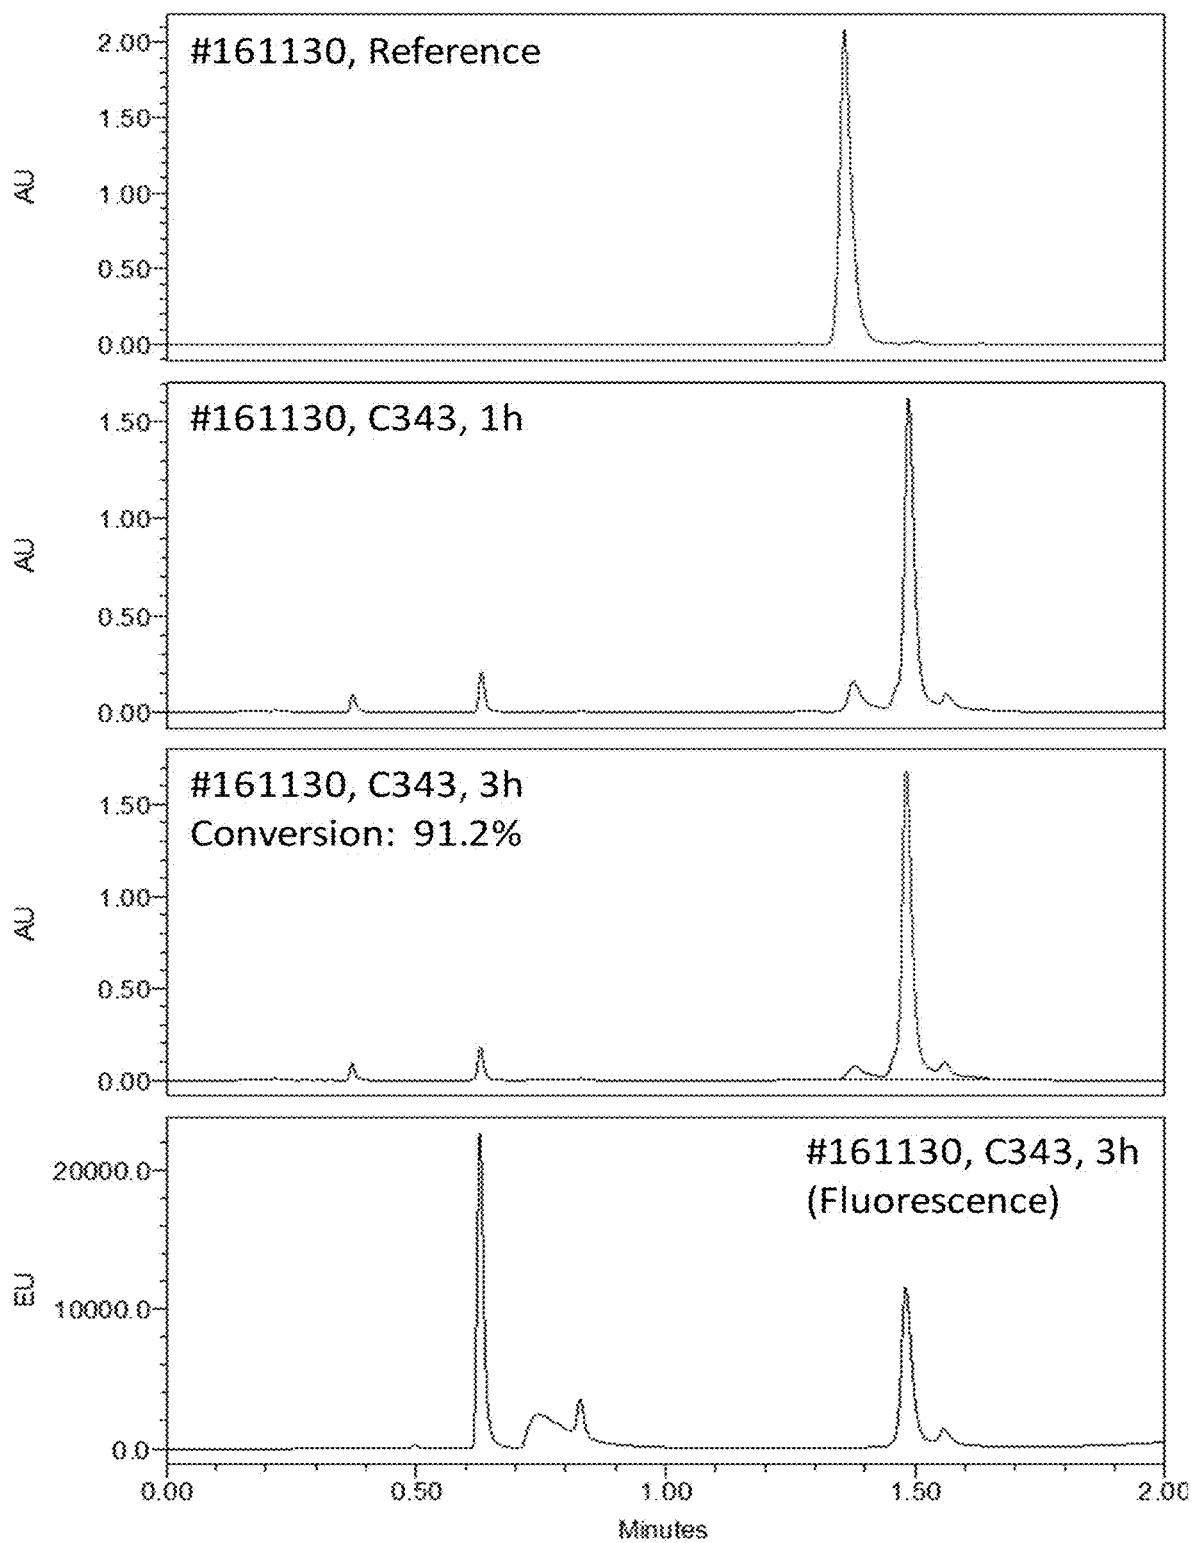 #161130, Reference
AU
2.00
1.50
1.00
0.50
0.00
#161130, C343, 1h
AU
1.50
1.00
0.50
0.00
#161130, C343, 3h
Conversion: 91.2%
AU
1.50
1.00
0.50
0.00
#161130, C343, 3h
(Fluorescence)
EU
20000.0
10000.0
0.0
0.00 0.50 1.00 1.50 2.00
Minutes